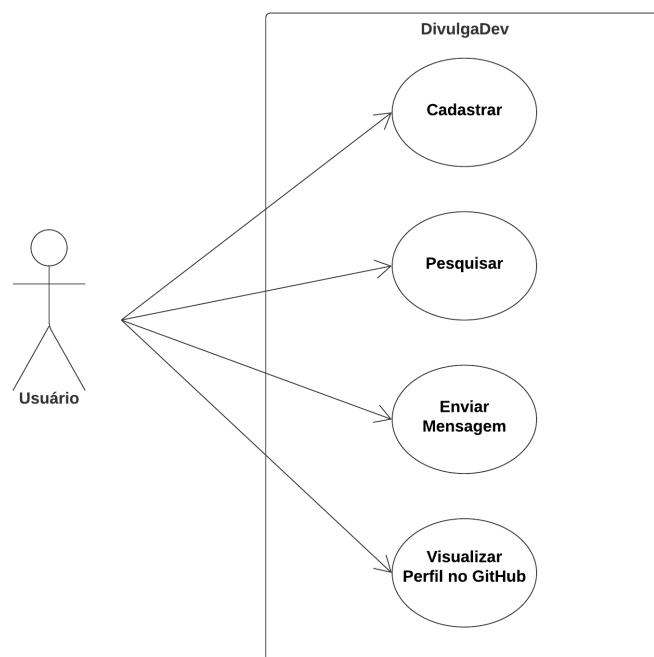 DivulgaDev
Cadastrar
Pesquisar
Usuário
Enviar
Mensagem
Visualizar
Perfil no GitHub